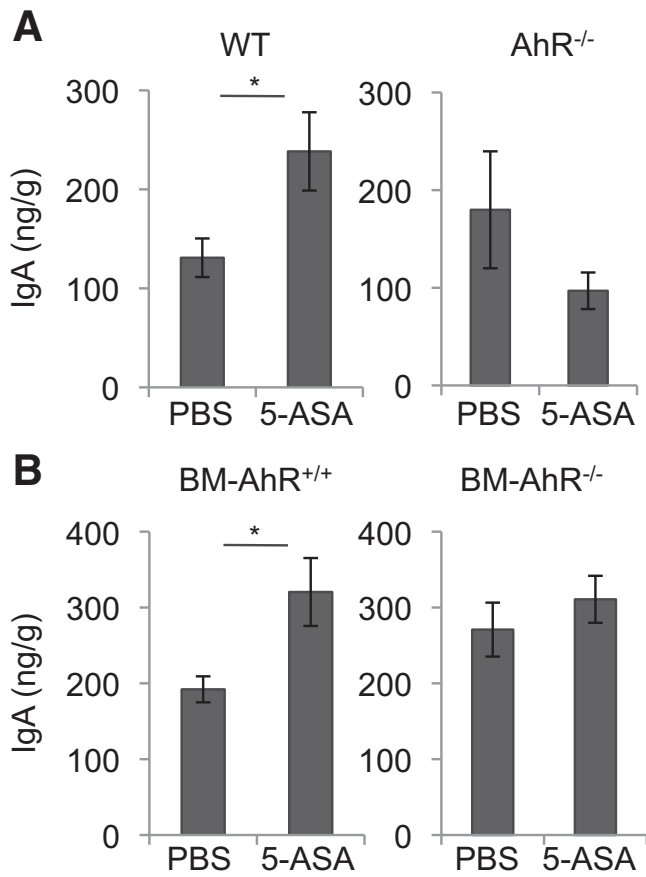 A
WT
AhR-/-
*
IgA (ng/g)
300
200
100
0
300
200
100
0
PBS 5-ASA
PBS 5-ASA
B
BM-AhR+/+
BM-AhR-/-
*
IgA (ng/g)
400
300
200
100
0
400
300
200
100
0
PBS 5-ASA
PBS 5-ASA